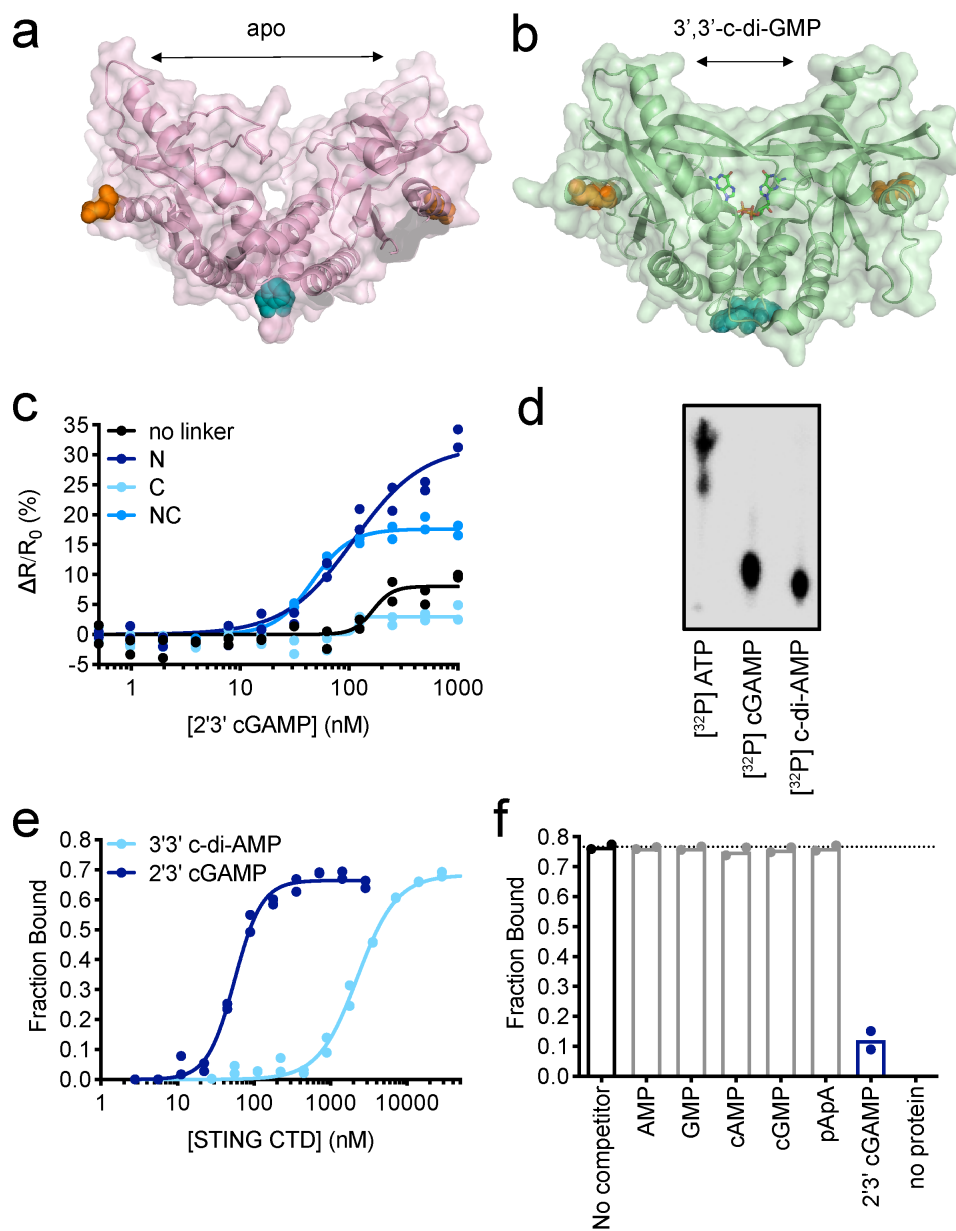 a
apo
b
3’,3’-c-di-GMP
c
no linker
N
C
NC
ΔR/R0 (%)
35
30
25
20
15
10
5
0
-5
1
10
100
1000
[2'3' cGAMP] (nM)
d
[32P] ATP
[32P] cGAMP
[32P] c-di-AMP
e
3'3' c-di-AMP
2'3' cGAMP
Fraction Bound
0.8
0.7
0.6
0.5
0.4
0.3
0.2
0.1
0.0
1
10
100
1000
10000
[STING CTD] (nM)
f
Fraction Bound
0.8
0.7
0.6
0.5
0.4
0.3
0.2
0.1
0.0
No competitor
AMP
GMP
cAMP
cGMP
pApA
2'3' cGAMP
no protein